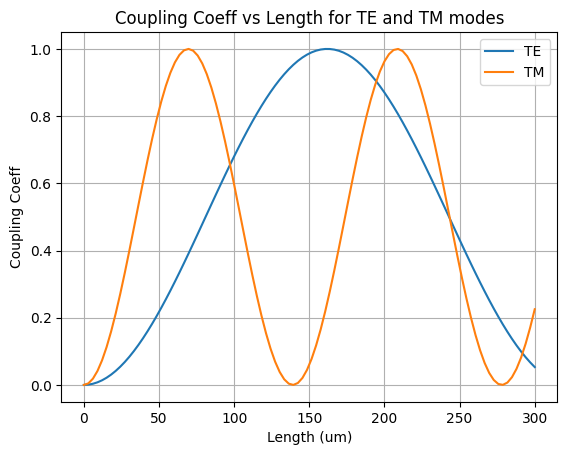 Coupling Coeff vs Length for TE and TM modes
TE
TM
Coupling Coeff
1.0
0.8
0.6
0.4
0.2
0.0
0
50
100
150
200
250
300
Length (um)